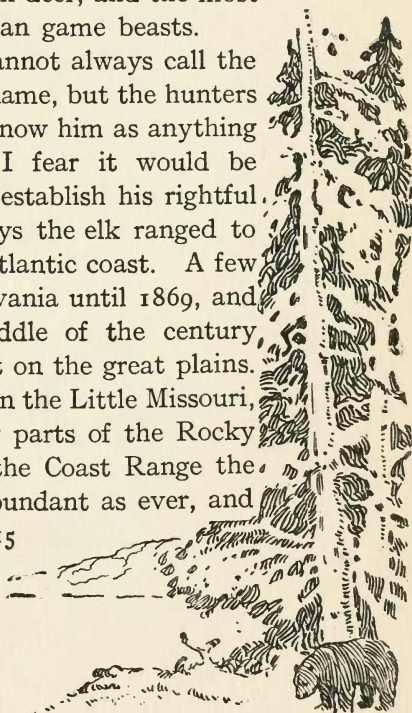 an game beasts.
annot always call the
ame, but the hunters
now him as anything
I fear it would be
establish his rightful
ys the elk ranged to
tlantic coast. A few
vania until 1869, and
ddle of the century
t on the great plains.
n the Little Missouri,
parts of the Rocky
the Coast Range the
bundant as ever, and
5